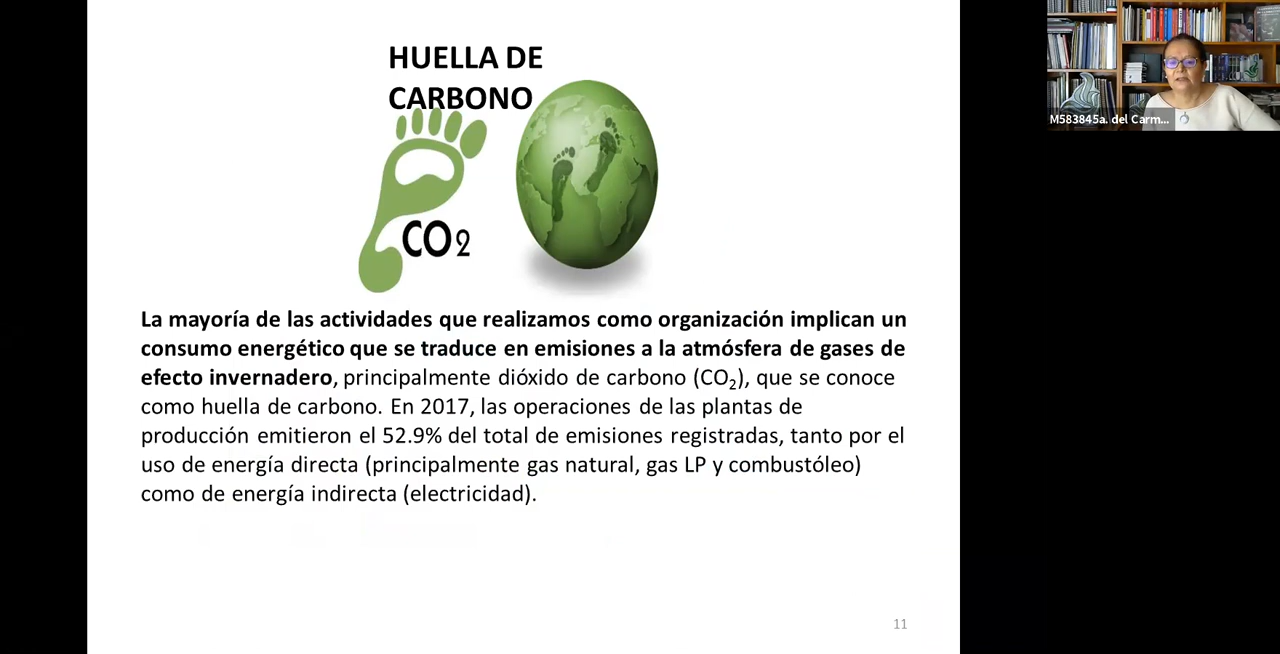 HUELLA DE
CARBONO
CO2
La mayoría de las actividades que realizamos como organización implican un
consumo energético que se traduce en emisiones a la atmósfera de gases de
efecto invernadero, principalmente dióxido de carbono (CO₂), que se conoce
como huella de carbono. En 2017, las operaciones de las plantas de
producción emitieron el 52.9% del total de emisiones registradas, tanto por el
uso de energía directa (principalmente gas natural, gas LP y combustóleo)
como de energía indirecta (electricidad).
11
M583845a. del Carm...